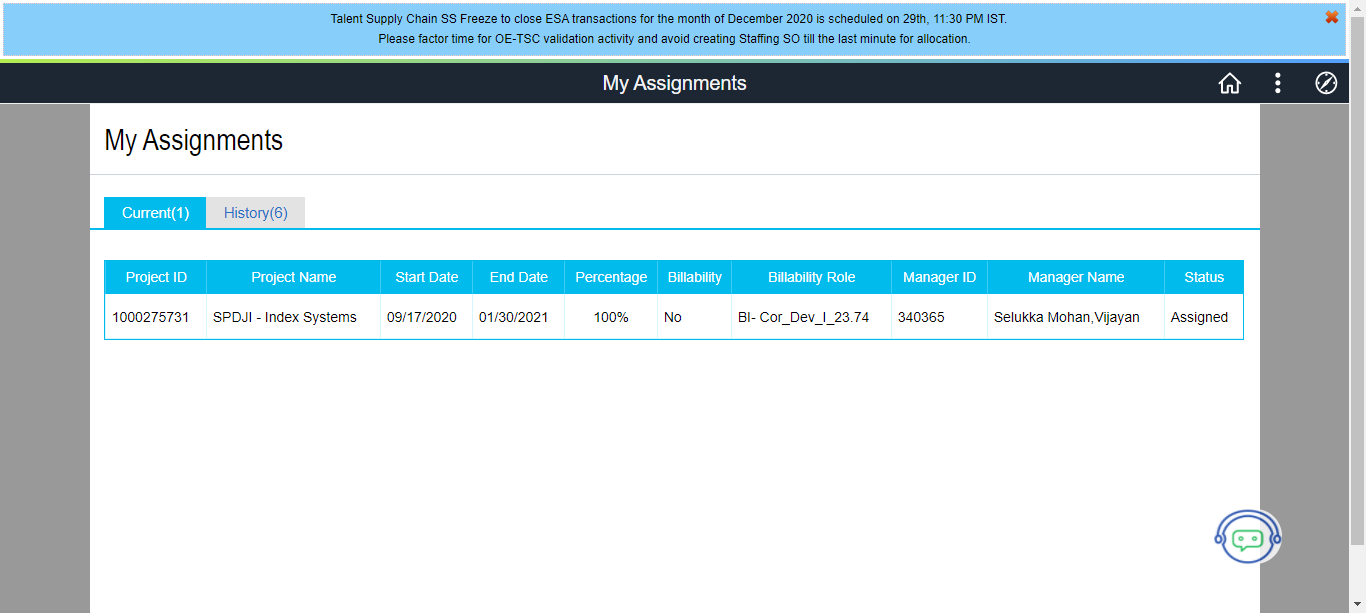 Talent Supply Chain SS Freeze to close ESA transactions for the month of December 2020 is scheduled on 29th, 11:30 PM IST.
Please factor time for OE-TSC validation activity and avoid creating Staffing SO till the last minute for allocation.
My Assignments
My Assignments
Current(1) History(6)
Project ID Project Name Start Date End Date Percentage Billability Billability Role Manager ID Manager Name Status
1000275731 SPDJI - Index Systems 09/17/2020 01/30/2021 100% No BI- Cor_Dev_I_23.74 340365 Selukka Mohan,Vijayan Assigned